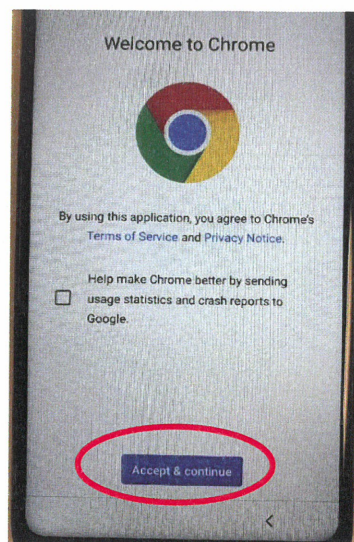 Welcome to Chrome
By using this application, you agree to Chrome's
Terms of Service and Privacy Notice.
Help make Chrome better by sending
usage statistics and crash reports to
Google.
Accept & continue